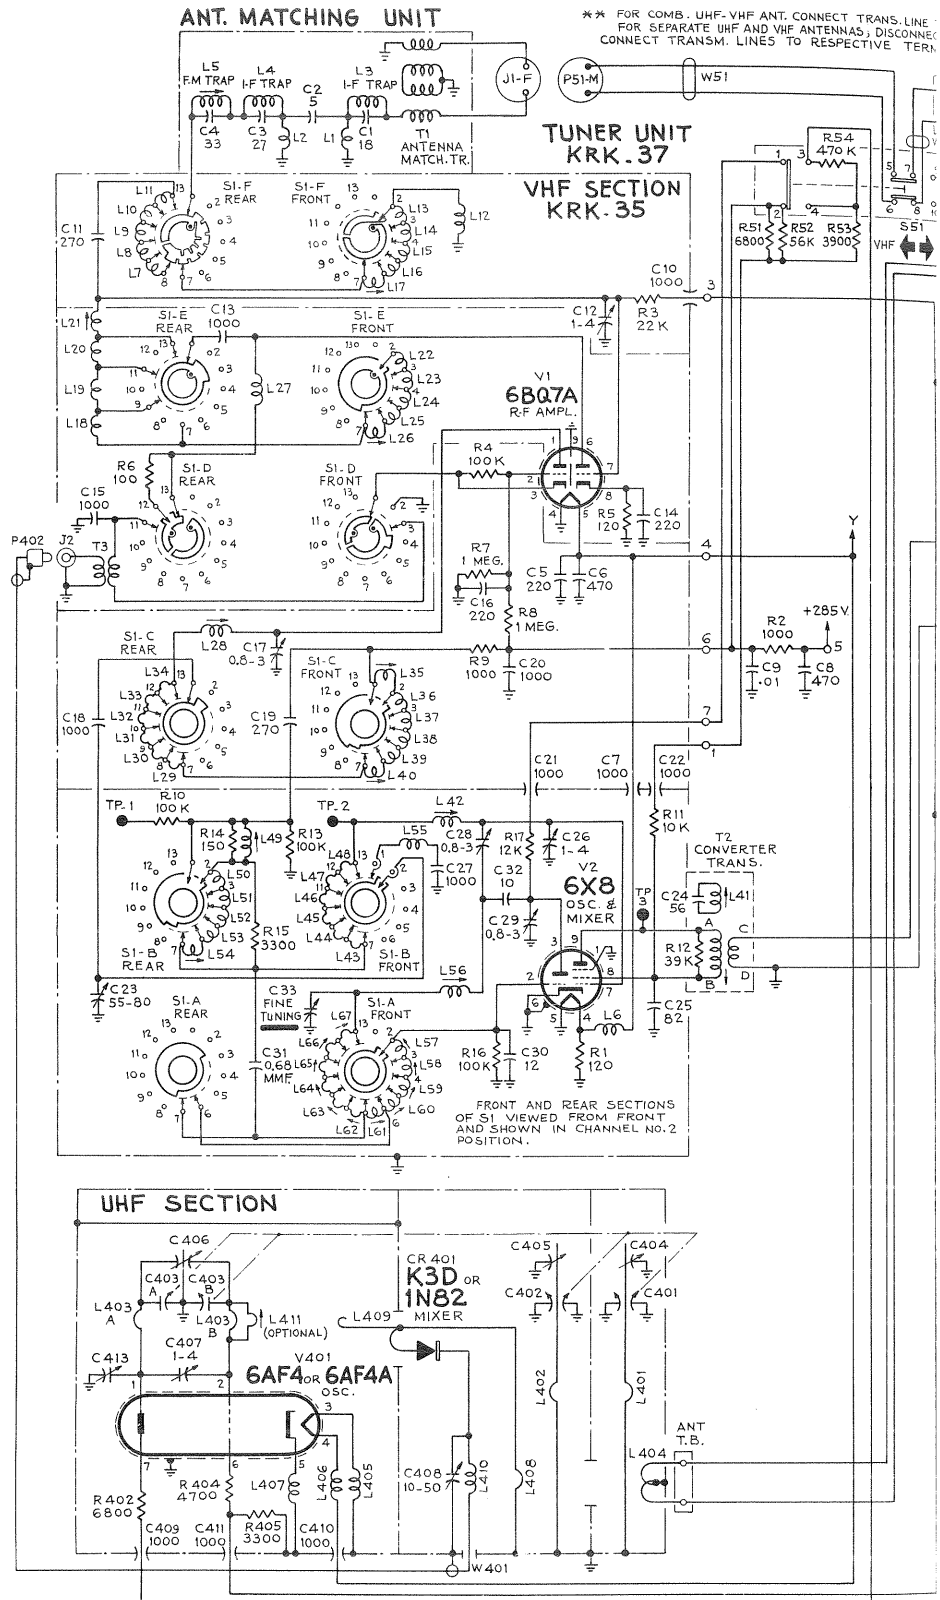 ANT. MATCHING UNIT
** FOR COMB. UHF-VHF ANT. CONNECT TRANS. LINE
FOR SEPARATE UHF AND VHF ANTENNAS, DISCONNEC
CONNECT TRANSM. LINES TO RESPECTIVE TERM
L5
F.M TRAP
L4
I-F TRAP
C2
5
L3
I-F TRAP
J1-F
P51-M
W51
C4
33
C3
27
L2
L1
C1
18
T1
ANTENNA
MATCH. TR.
TUNER UNIT
KRK-37
R54
470K
VHF SECTION
KRK-35
S1-F
REAR
S1-F
FRONT
L11
L10
L9
L8
L7
C11
270
L13
L14
L15
L16
L17
L12
R51
6800
R52
56K
R53
3900
S51
VHF
C10
1000
3
C12
1-4
R3
22K
L21
L20
L19
L18
S1-E
REAR
C13
1000
S1-E
FRONT
L27
L22
L23
L24
L25
L26
V1
6BQ7A
R-F AMPL.
R4
100K
R6
100
S1-D
REAR
S1-D
FRONT
C15
1000
R5
120
C14
220
P402
J2
T3
R7
1 MEG.
C16
220
R8
1 MEG.
C5
220
C6
470
4
Y
S1-C
REAR
L28
C17
0.8-3
S1-C
FRONT
L35
R9
1000
C20
1000
6
R2
1000
+285V.
5
C9
.01
C8
470
L34
L33
L32
L31
L30
L29
C18
1000
C19
270
L36
L37
L38
L39
L40
7
1
C21
1000
C7
1000
C22
1000
TP-1
R10
100K
R14
150
L49
R13
100K
TP-2
L42
L55
C28
0.8-3
R17
12K
C26
1-4
R11
10K
T2
CONVERTER
TRANS.
L50
L51
L52
L53
L54
S1-B
REAR
R15
3300
L48
L47
L46
L45
L44
L43
S1-B
FRONT
C27
1000
C32
10
C29
0.8-3
V2
6X8
OSC. &
MIXER
TP
3
C24
56
L41
A
B
C
D
R12
39K
C23
55-80
S1-A
REAR
C33
FINE
TUNING
S1-A
FRONT
L56
C25
82
L67
L66
L65
L64
L63
L62
L61
L57
L58
L59
L60
C31
0.68
MMF.
R16
100K
C30
12
R1
120
L6
FRONT AND REAR SECTIONS
OF S1 VIEWED FROM FRONT
AND SHOWN IN CHANNEL NO. 2
POSITION.
UHF SECTION
C406
C403
A
C403
B
L403
A
L403
B
L411
(OPTIONAL)
CR401
K3D OR
1N82
MIXER
L409
C405
C404
C402
C401
C413
C407
1-4
V401
6AF4 OR 6AF4A
OSC.
L402
L401
ANT
T.B.
L404
R402
6800
R404
4700
L407
L406
L405
C408
10-50
L410
L408
C409
1000
C411
1000
R405
3300
C410
1000
W401